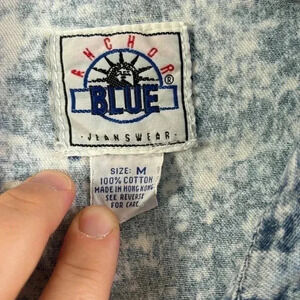 ANCHOR
BLUE®
· JEANSWEAR ·
SIZE: M
100% COTTON
MADE IN HONG KONG
SEE REVERSE
FOR CARE